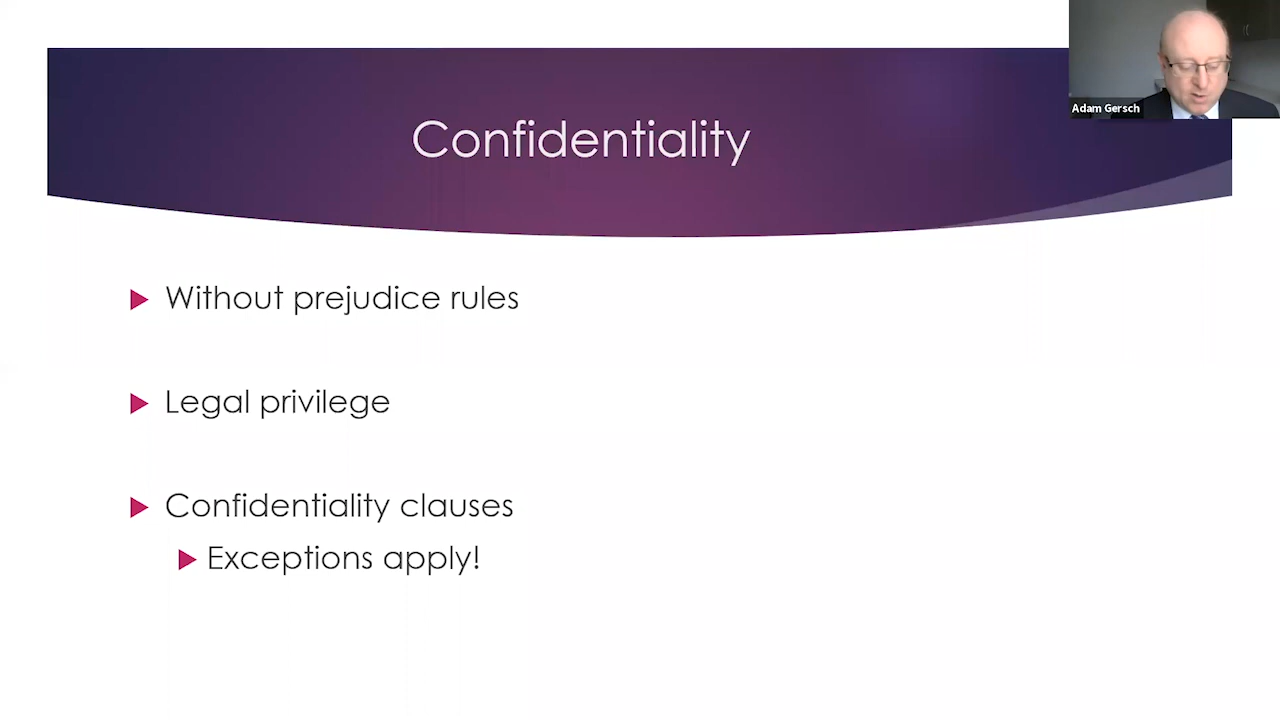 Adam Gersch
Confidentiality
Without prejudice rules
Legal privilege
Confidentiality clauses
Exceptions apply!